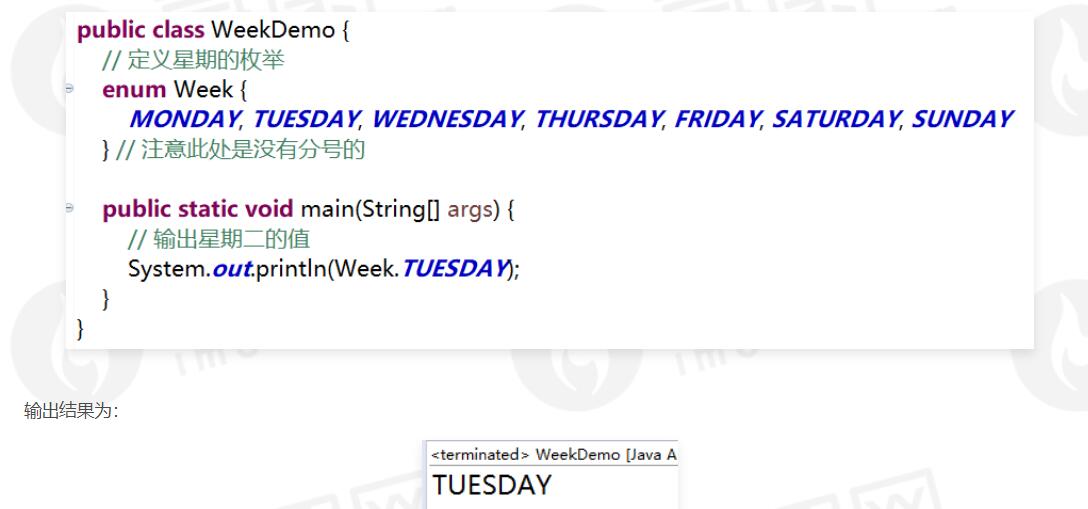 public class WeekDemo {
// 定义星期的枚举
enum Week {
MONDAY, TUESDAY, WEDNESDAY, THURSDAY, FRIDAY, SATURDAY, SUNDAY
} // 注意此处是没有分号的
public static void main(String[] args) {
// 输出星期二的值
System.out.println(Week.TUESDAY);
}
}
输出结果为:
<terminated> WeekDemo [Java A
TUESDAY